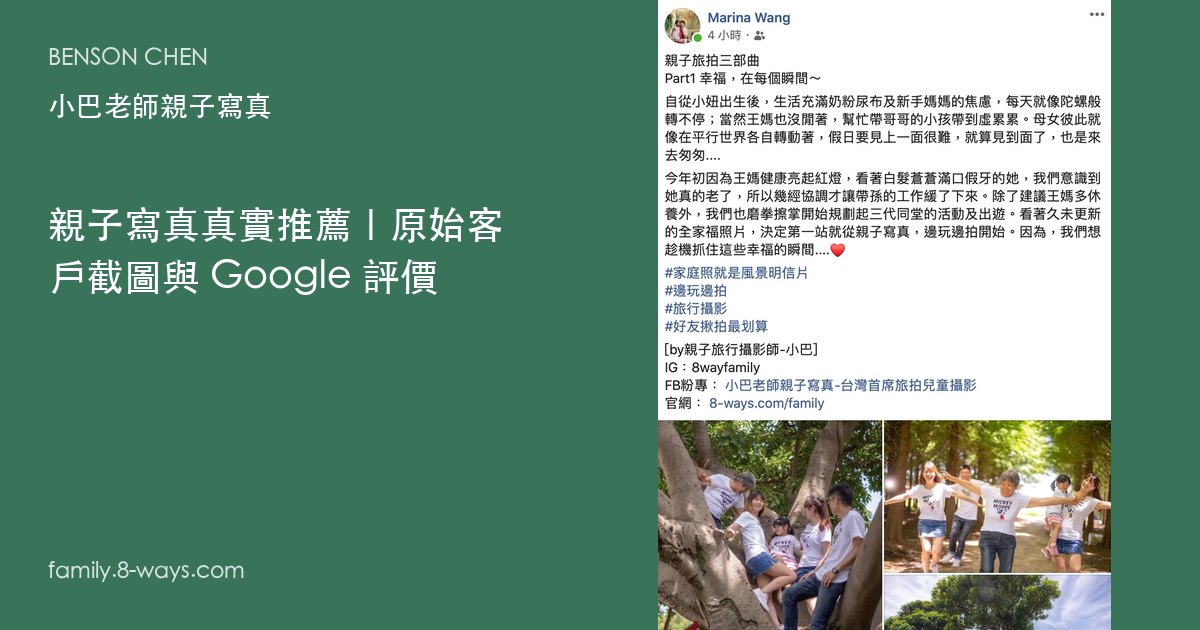 BENSON CHEN
小巴老師親子寫真
親子寫真真實推薦｜原始客
戶截圖與 Google 評價
family.8-ways.com
Marina Wang
4 小時 ·
親子旅拍三部曲
Part1 幸福，在每個瞬間～
自從小妞出生後，生活充滿奶粉尿布及新手媽媽的焦慮，每天就像陀螺般
轉不停；當然王媽也沒閒著，幫忙帶哥哥的小孩帶到虛累累。母女彼此就
像在平行世界各自轉動著，假日要見上一面很難，就算見到面了，也是來
去匆匆....
今年初因為王媽健康亮起紅燈，看著白髮蒼蒼滿口假牙的她，我們意識到
她真的老了，所以幾經協調才讓帶孫的工作緩了下來。除了建議王媽多休
養外，我們也磨拳擦掌開始規劃起三代同堂的活動及出遊。看著久未更新
的全家福照片，決定第一站就從親子寫真，邊玩邊拍開始。因為，我們想
趁機抓住這些幸福的瞬間....❤️
#家庭照就是風景明信片
#邊玩邊拍
#旅行攝影
#好友揪拍最划算
[by親子旅行攝影師-小巴]
IG：8wayfamily
FB粉專： 小巴老師親子寫真-台灣首席旅拍兒童攝影
官網： 8-ways.com/family
MICKEY
MOUSE